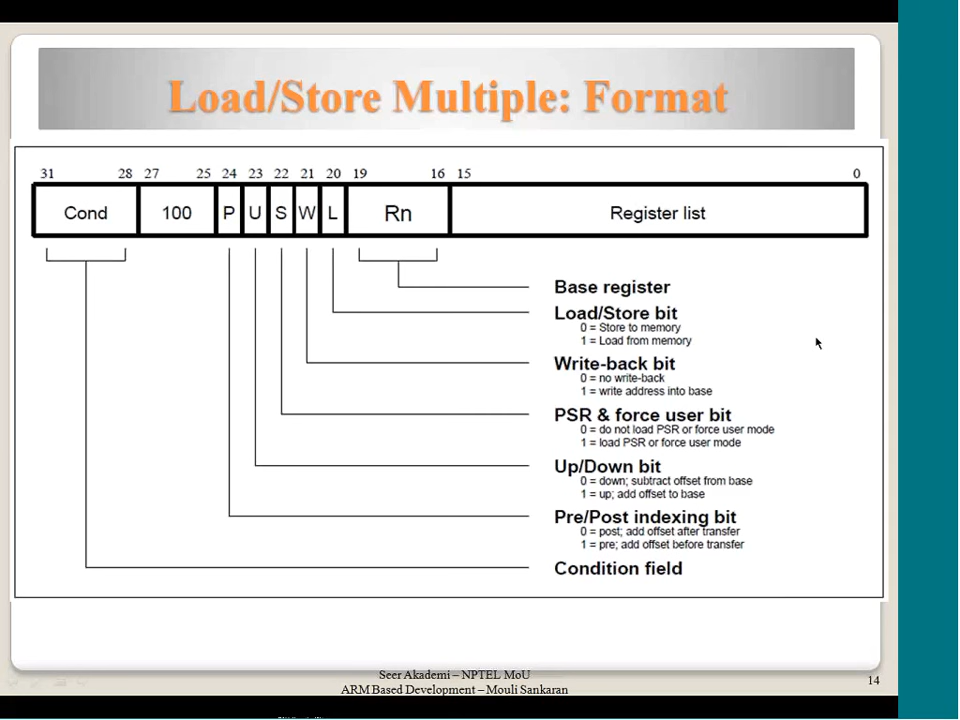 Load/Store Multiple: Format
31 28 27 25 24 23 22 21 20 19 16 15 0
Cond 100 P U S W L Rn Register list
Base register
Load/Store bit
0 = Store to memory
1 = Load from memory
Write-back bit
0 = no write-back
1 = write address into base
PSR & force user bit
0 = do not load PSR or force user mode
1 = load PSR or force user mode
Up/Down bit
0 = down; subtract offset from base
1 = up; add offset to base
Pre/Post indexing bit
0 = post; add offset after transfer
1 = pre; add offset before transfer
Condition field
Seer Akademi – NPTEL MoU
ARM Based Development – Mouli Sankaran
14